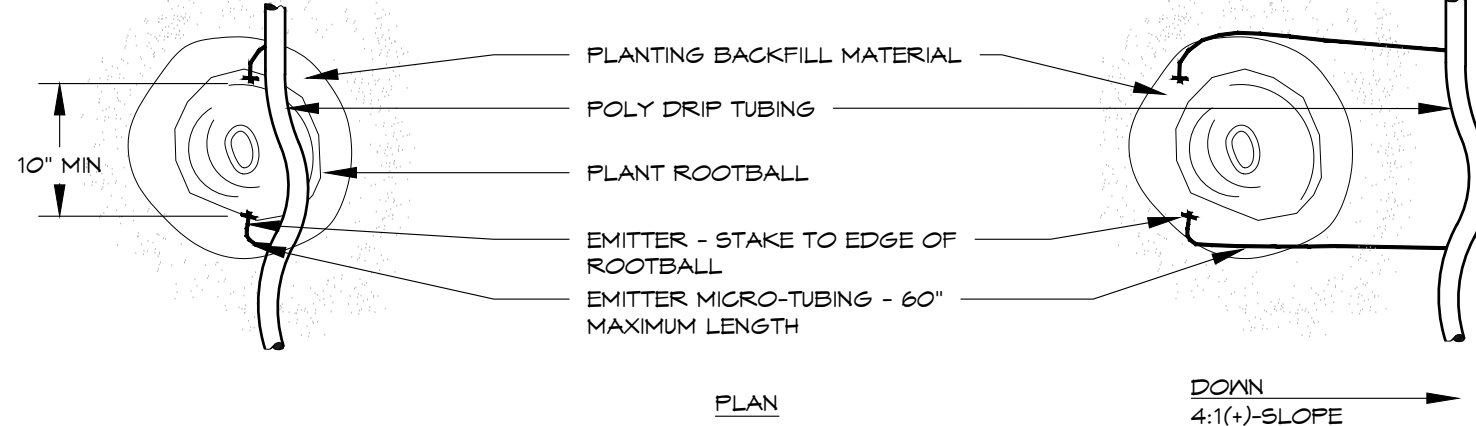 PLANTING BACKFILL MATERIAL
POLY DRIP TUBING
10" MIN
PLANT ROOTBALL
EMITTER - STAKE TO EDGE OF
ROOTBALL
EMITTER MICRO-TUBING - 60"
MAXIMUM LENGTH
PLAN
DOWN
4:1(+)-SLOPE